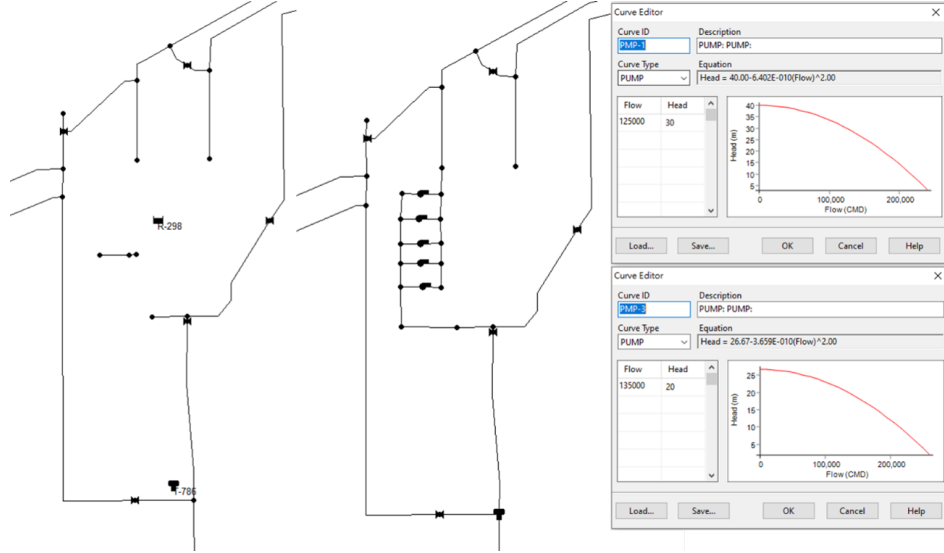 R-298
T-786
Curve Editor
Curve ID
Description
PMP-1
PUMP: PUMP:
Curve Type
Equation
PUMP
Head = 40.00-6.402E-010(Flow)^2.00
Flow Head
125000 30
Head (m)
40
35
30
25
20
15
10
5
0 100,000 200,000
Flow (CMD)
Load... Save... OK Cancel Help
Curve Editor
Curve ID
Description
PMP-3
PUMP: PUMP:
Curve Type
Equation
PUMP
Head = 26.67-3.659E-010(Flow)^2.00
Flow Head
135000 20
Head (m)
25
20
15
10
5
0 100,000 200,000
Flow (CMD)
Load... Save... OK Cancel Help